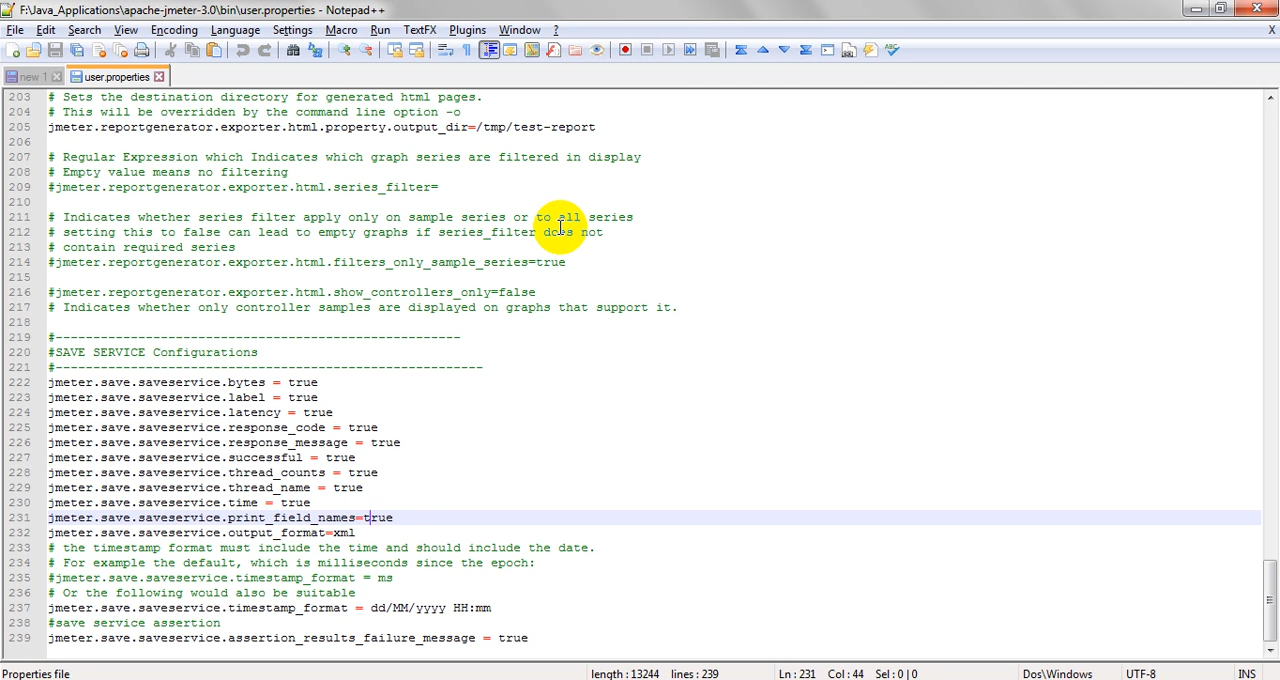 F:\Java_Applications\apache-jmeter-3.0\bin\user.properties - Notepad++
File Edit Search View Encoding Language Settings Macro Run TextFX Plugins Window ? X
new 1 user.properties
203 # Sets the destination directory for generated html pages.
204 # This will be overridden by the command line option -o
205 jmeter.reportgenerator.exporter.html.property.output_dir=/tmp/test-report
206
207 # Regular Expression which Indicates which graph series are filtered in display
208 # Empty value means no filtering
209 #jmeter.reportgenerator.exporter.html.series_filter=
210
211 # Indicates whether series filter apply only on sample series or to all series
212 # setting this to false can lead to empty graphs if series_filter does not
213 # contain required series
214 #jmeter.reportgenerator.exporter.html.filters_only_sample_series=true
215
216 #jmeter.reportgenerator.exporter.html.show_controllers_only=false
217 # Indicates whether only controller samples are displayed on graphs that support it.
218
219 #------------------------------------------------------
220 #SAVE SERVICE Configurations
221 #---------------------------------------------------------
222 jmeter.save.saveservice.bytes = true
223 jmeter.save.saveservice.label = true
224 jmeter.save.saveservice.latency = true
225 jmeter.save.saveservice.response_code = true
226 jmeter.save.saveservice.response_message = true
227 jmeter.save.saveservice.successful = true
228 jmeter.save.saveservice.thread_counts = true
229 jmeter.save.saveservice.thread_name = true
230 jmeter.save.saveservice.time = true
231 jmeter.save.saveservice.print_field_names=true
232 jmeter.save.saveservice.output_format=xml
233 # the timestamp format must include the time and should include the date.
234 # For example the default, which is milliseconds since the epoch:
235 #jmeter.save.saveservice.timestamp_format = ms
236 # Or the following would also be suitable
237 jmeter.save.saveservice.timestamp_format = dd/MM/yyyy HH:mm
238 #save service assertion
239 jmeter.save.saveservice.assertion_results_failure_message = true
Properties file length : 13244 lines : 239 Ln : 231 Col : 44 Sel : 0 | 0 Dos\Windows UTF-8 INS